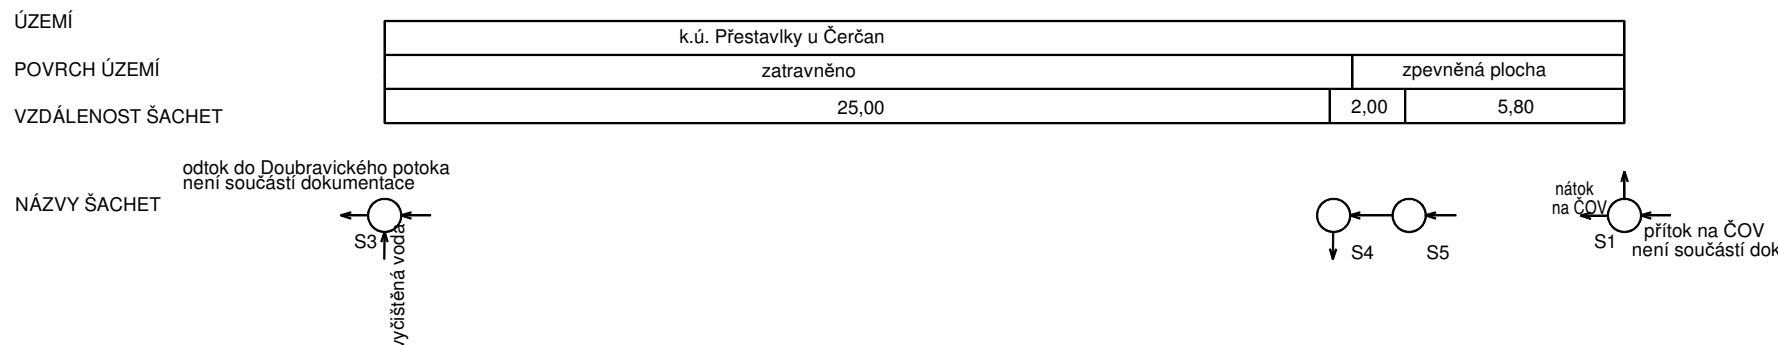 ÚZEMÍ
k.ú. Přestavlky u Čerčan
POVRCH ÚZEMÍ
zatravněno
zpevněná plocha
VZDÁLENOST ŠACHET
25,00
2,00
5,80
odtok do Doubravického potoka
není součástí dokumentace
NÁZVY ŠACHET
S3
vyčištěná voda
S4
S5
nátok
na ČOV
S1
přítok na ČOV
není součástí dok